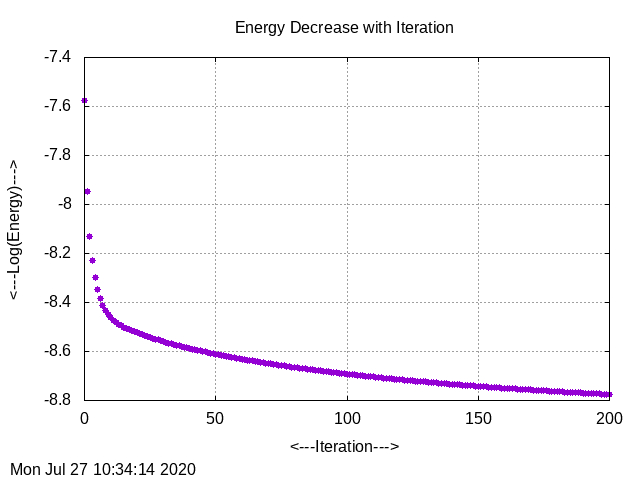 Energy Decrease with Iteration
-7.4
-7.6
-7.8
-8
-8.2
-8.4
-8.6
-8.8
<---Log(Energy)--->
0 50 100 150 200
<---Iteration--->
Mon Jul 27 10:34:14 2020